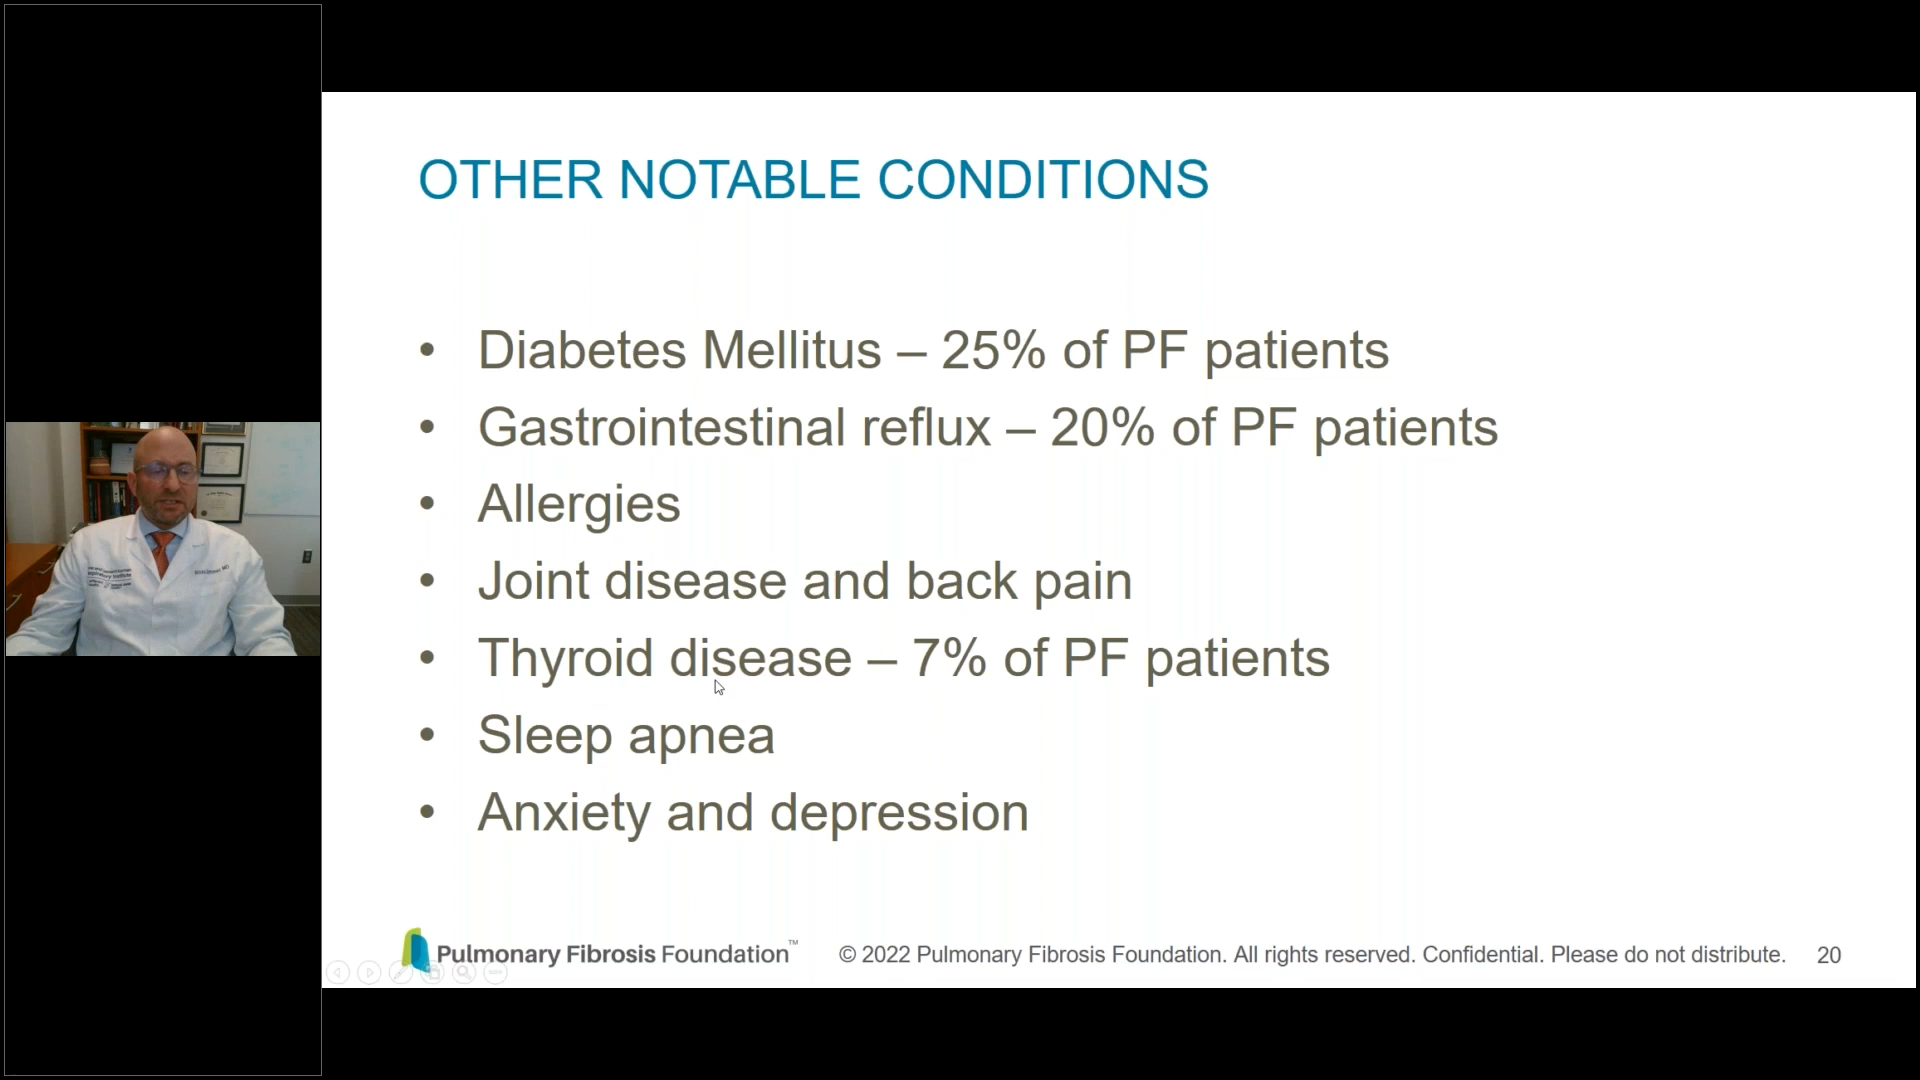 OTHER NOTABLE CONDITIONS
• Diabetes Mellitus – 25% of PF patients
• Gastrointestinal reflux – 20% of PF patients
• Allergies
• Joint disease and back pain
• Thyroid disease – 7% of PF patients
• Sleep apnea
• Anxiety and depression
Pulmonary Fibrosis Foundation™
© 2022 Pulmonary Fibrosis Foundation. All rights reserved. Confidential. Please do not distribute. 20